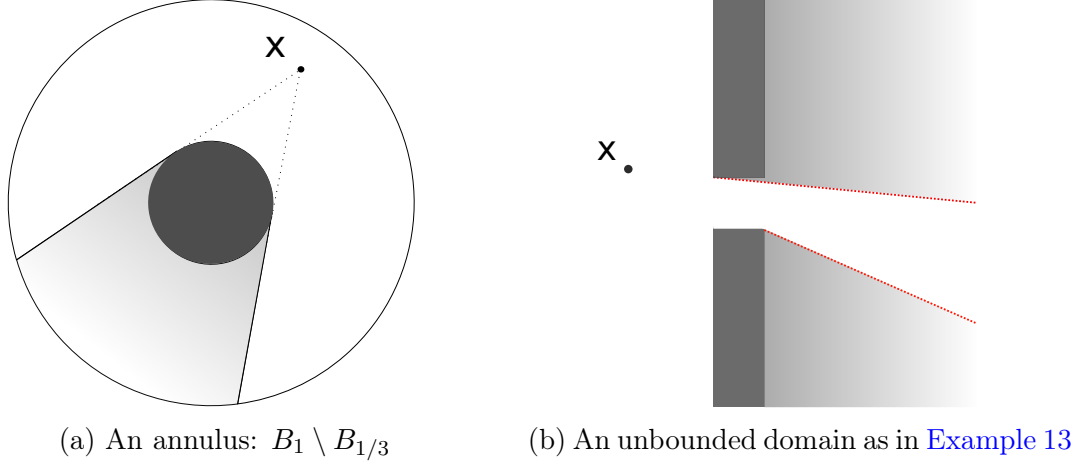 x
x
(a) An annulus: B₁ \ B₁/₃
(b) An unbounded domain as in Example 13